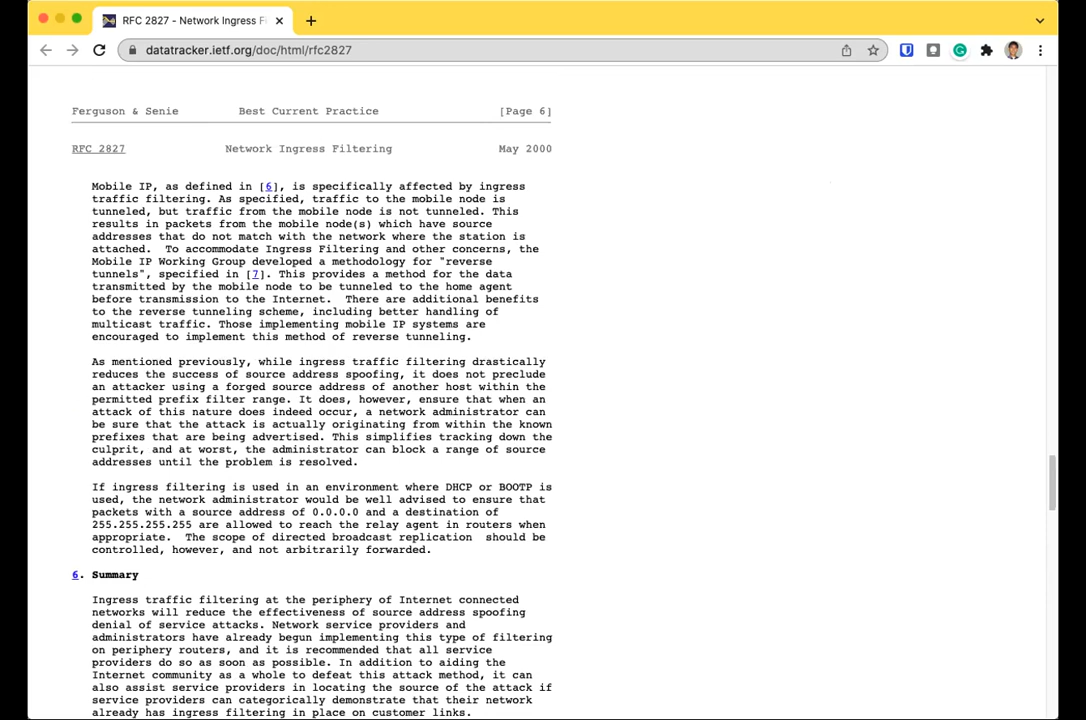 RFC 2827 - Network Ingress Fi
datatracker.ietf.org/doc/html/rfc2827
Ferguson & Senie Best Current Practice [Page 6]
RFC 2827 Network Ingress Filtering May 2000
Mobile IP, as defined in [6], is specifically affected by ingress
traffic filtering. As specified, traffic to the mobile node is
tunneled, but traffic from the mobile node is not tunneled. This
results in packets from the mobile node(s) which have source
addresses that do not match with the network where the station is
attached. To accommodate Ingress Filtering and other concerns, the
Mobile IP Working Group developed a methodology for "reverse
tunnels", specified in [7]. This provides a method for the data
transmitted by the mobile node to be tunneled to the home agent
before transmission to the Internet. There are additional benefits
to the reverse tunneling scheme, including better handling of
multicast traffic. Those implementing mobile IP systems are
encouraged to implement this method of reverse tunneling.
As mentioned previously, while ingress traffic filtering drastically
reduces the success of source address spoofing, it does not preclude
an attacker using a forged source address of another host within the
permitted prefix filter range. It does, however, ensure that when an
attack of this nature does indeed occur, a network administrator can
be sure that the attack is actually originating from within the known
prefixes that are being advertised. This simplifies tracking down the
culprit, and at worst, the administrator can block a range of source
addresses until the problem is resolved.
If ingress filtering is used in an environment where DHCP or BOOTP is
used, the network administrator would be well advised to ensure that
packets with a source address of 0.0.0.0 and a destination of
255.255.255.255 are allowed to reach the relay agent in routers when
appropriate. The scope of directed broadcast replication should be
controlled, however, and not arbitrarily forwarded.
6. Summary
Ingress traffic filtering at the periphery of Internet connected
networks will reduce the effectiveness of source address spoofing
denial of service attacks. Network service providers and
administrators have already begun implementing this type of filtering
on periphery routers, and it is recommended that all service
providers do so as soon as possible. In addition to aiding the
Internet community as a whole to defeat this attack method, it can
also assist service providers in locating the source of the attack if
service providers can categorically demonstrate that their network
already has ingress filtering in place on customer links.